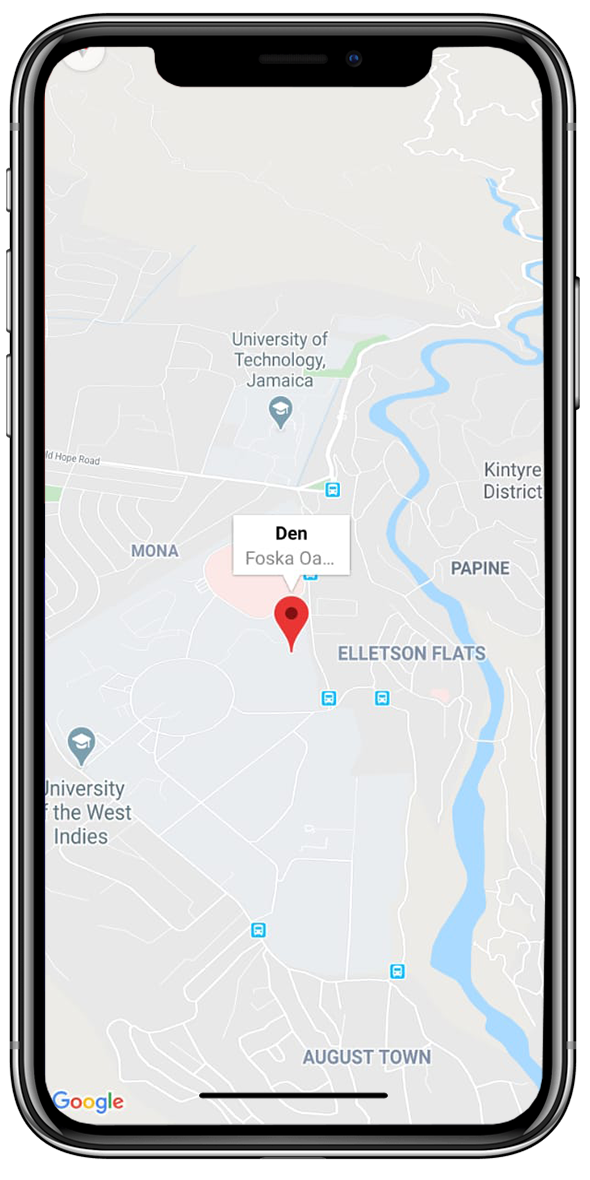 University of
Technology,
Jamaica
ld Hope Road
Kintyre
District
Den
Foska Oa...
MONA
PAPINE
ELLETSON FLATS
University
f the West
Indies
AUGUST TOWN
Google